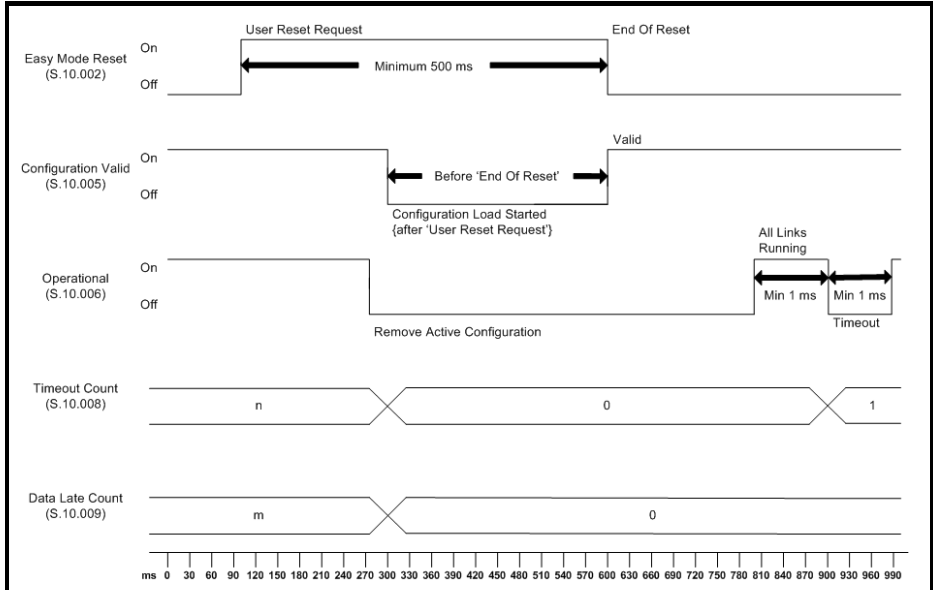 User Reset Request
End Of Reset
Easy Mode Reset
(S.10.002)
On
Off
Minimum 500 ms
Valid
Configuration Valid
(S.10.005)
On
Off
Before ‘End Of Reset’
Configuration Load Started
{after ‘User Reset Request’}
All Links
Running
Operational
(S.10.006)
On
Off
Min 1 ms
Min 1 ms
Remove Active Configuration
Timeout
Timeout Count
(S.10.008)
n
0
1
Data Late Count
(S.10.009)
m
0
ms 0 30 60 90 120 150 180 210 240 270 300 330 360 390 420 450 480 510 540 570 600 630 660 690 720 750 780 810 840 870 900 930 960 990